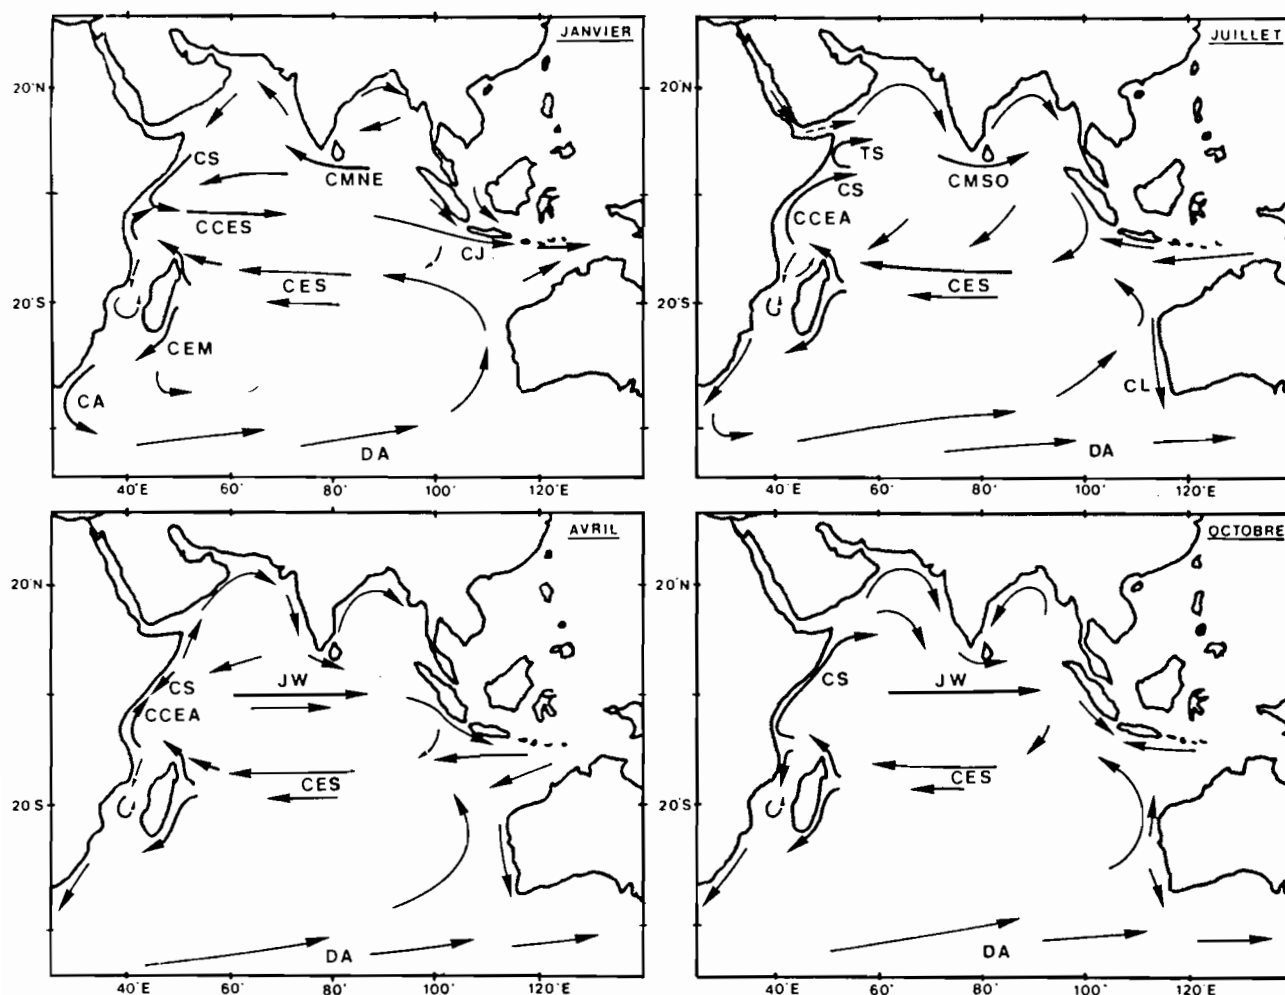 JANVIER
20°N
CS
CMNE
CCES
CJ
CES
20°S
CEM
CA
DA
40°E 60° 80° 100° 120°E
JUILLET
20°N
TS
CS
CMSO
CCEA
CES
20°S
CL
DA
40°E 60° 80° 100° 120°E
AVRIL
20°N
CS
JW
CCEA
CES
20°S
DA
40°E 60° 80° 100° 120°E
OCTOBRE
20°N
CS
JW
CES
20°S
DA
40°E 60° 80° 100° 120°E